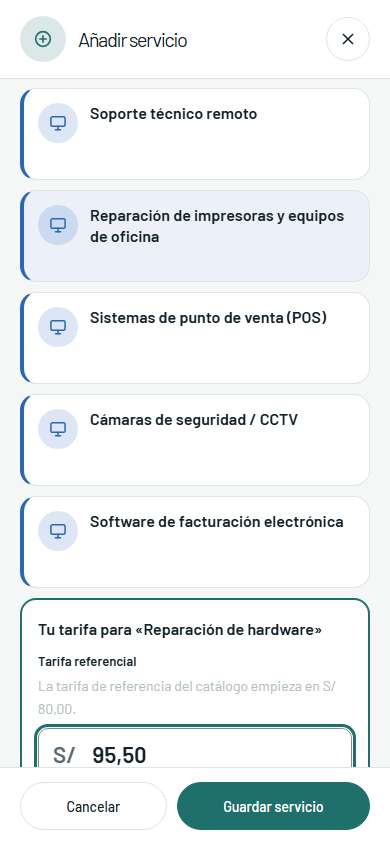 Añadir servicio
Soporte técnico remoto
Reparación de impresoras y equipos
de oficina
Sistemas de punto de venta (POS)
Cámaras de seguridad / CCTV
Software de facturación electrónica
Tu tarifa para «Reparación de hardware»
Tarifa referencial
La tarifa de referencia del catálogo empieza en S/
80,00.
S/ 95,50
Cancelar
Guardar servicio